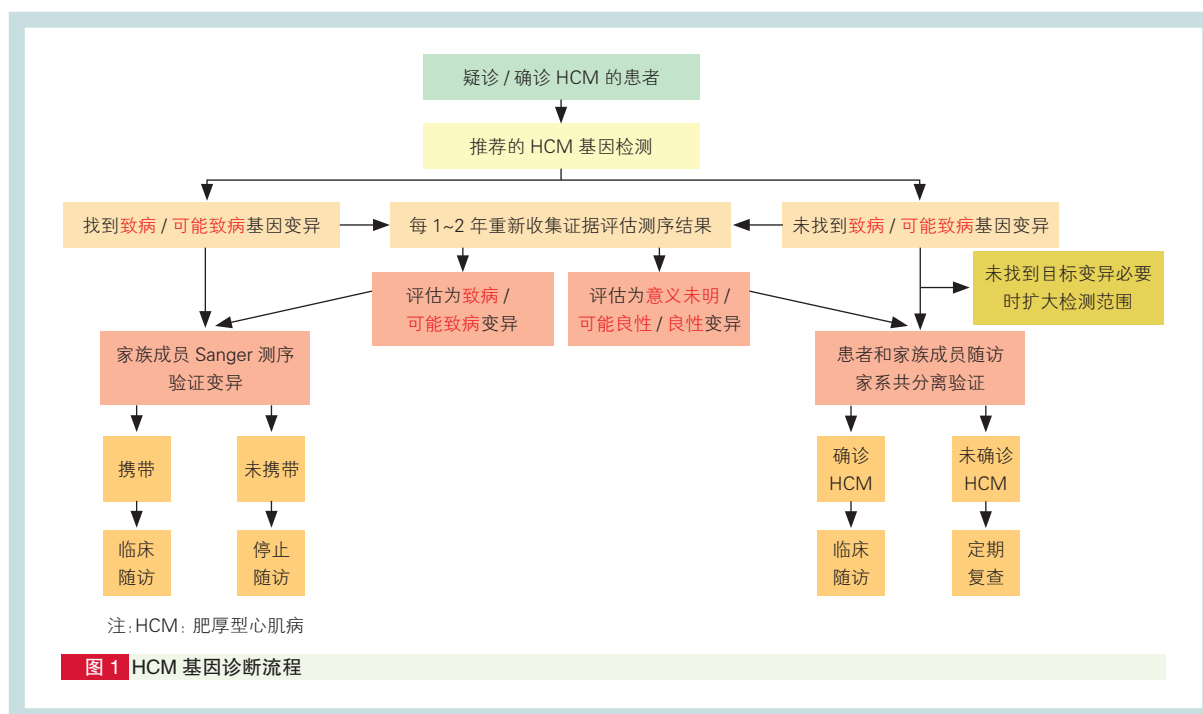 疑诊 / 确诊 HCM 的患者
推荐的 HCM 基因检测
找到致病 / 可能致病基因变异
每 1~2 年重新收集证据评估测序结果
未找到致病 / 可能致病基因变异
评估为致病 /
可能致病变异
评估为意义未明 /
可能良性 / 良性变异
未找到目标变异必要
时扩大检测范围
家族成员 Sanger 测序
验证变异
患者和家族成员随访
家系共分离验证
携带
未携带
确诊
HCM
未确诊
HCM
临床
随访
停止
随访
临床
随访
定期
复查
注:HCM:肥厚型心肌病
图 1 HCM 基因诊断流程